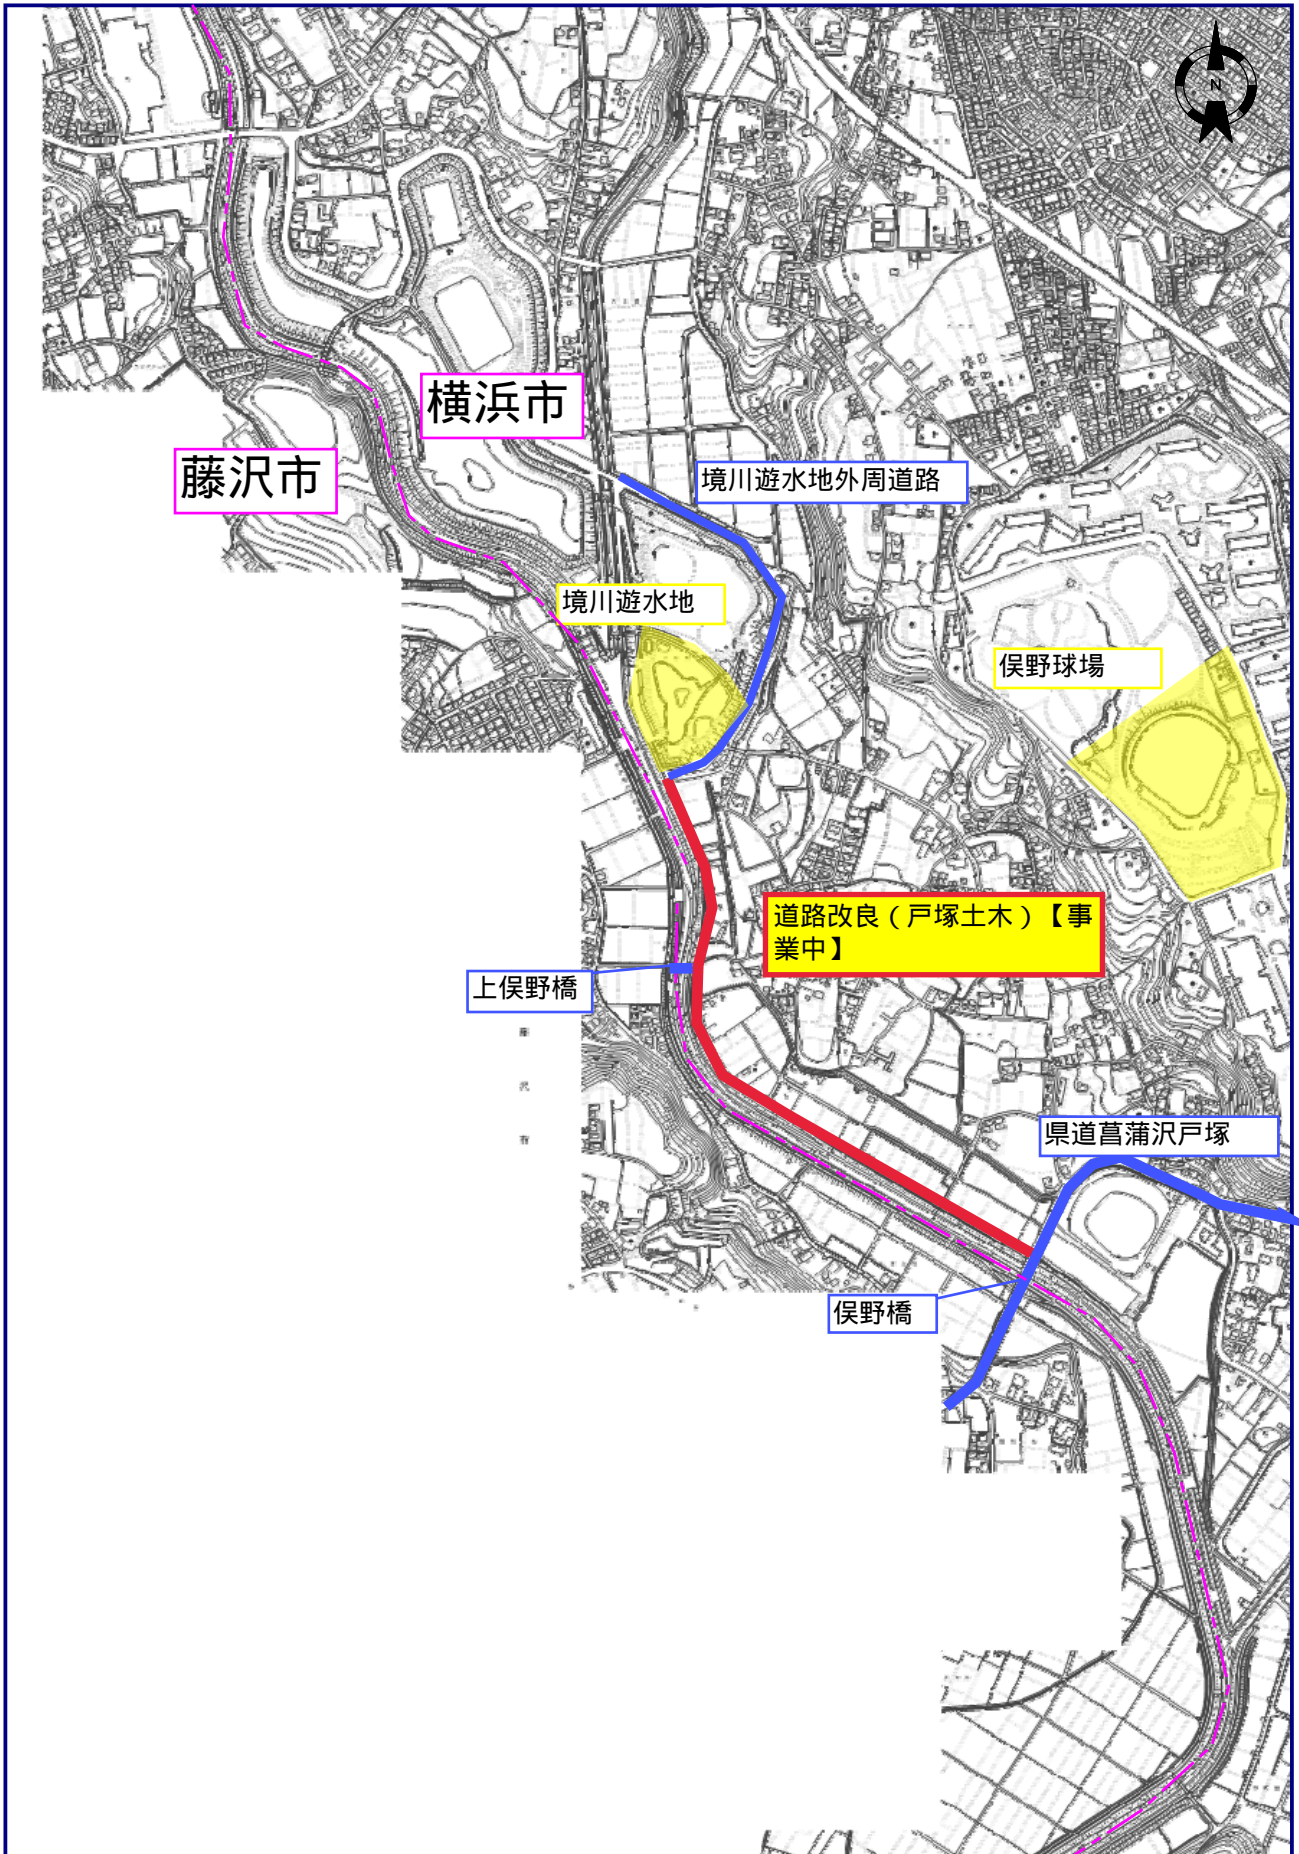 N
横浜市
藤沢市
境川遊水地外周道路
境川遊水地
俣野球場
道路改良（戸塚土木）【事
業中】
上俣野橋
県道菖蒲沢戸塚
俣野橋